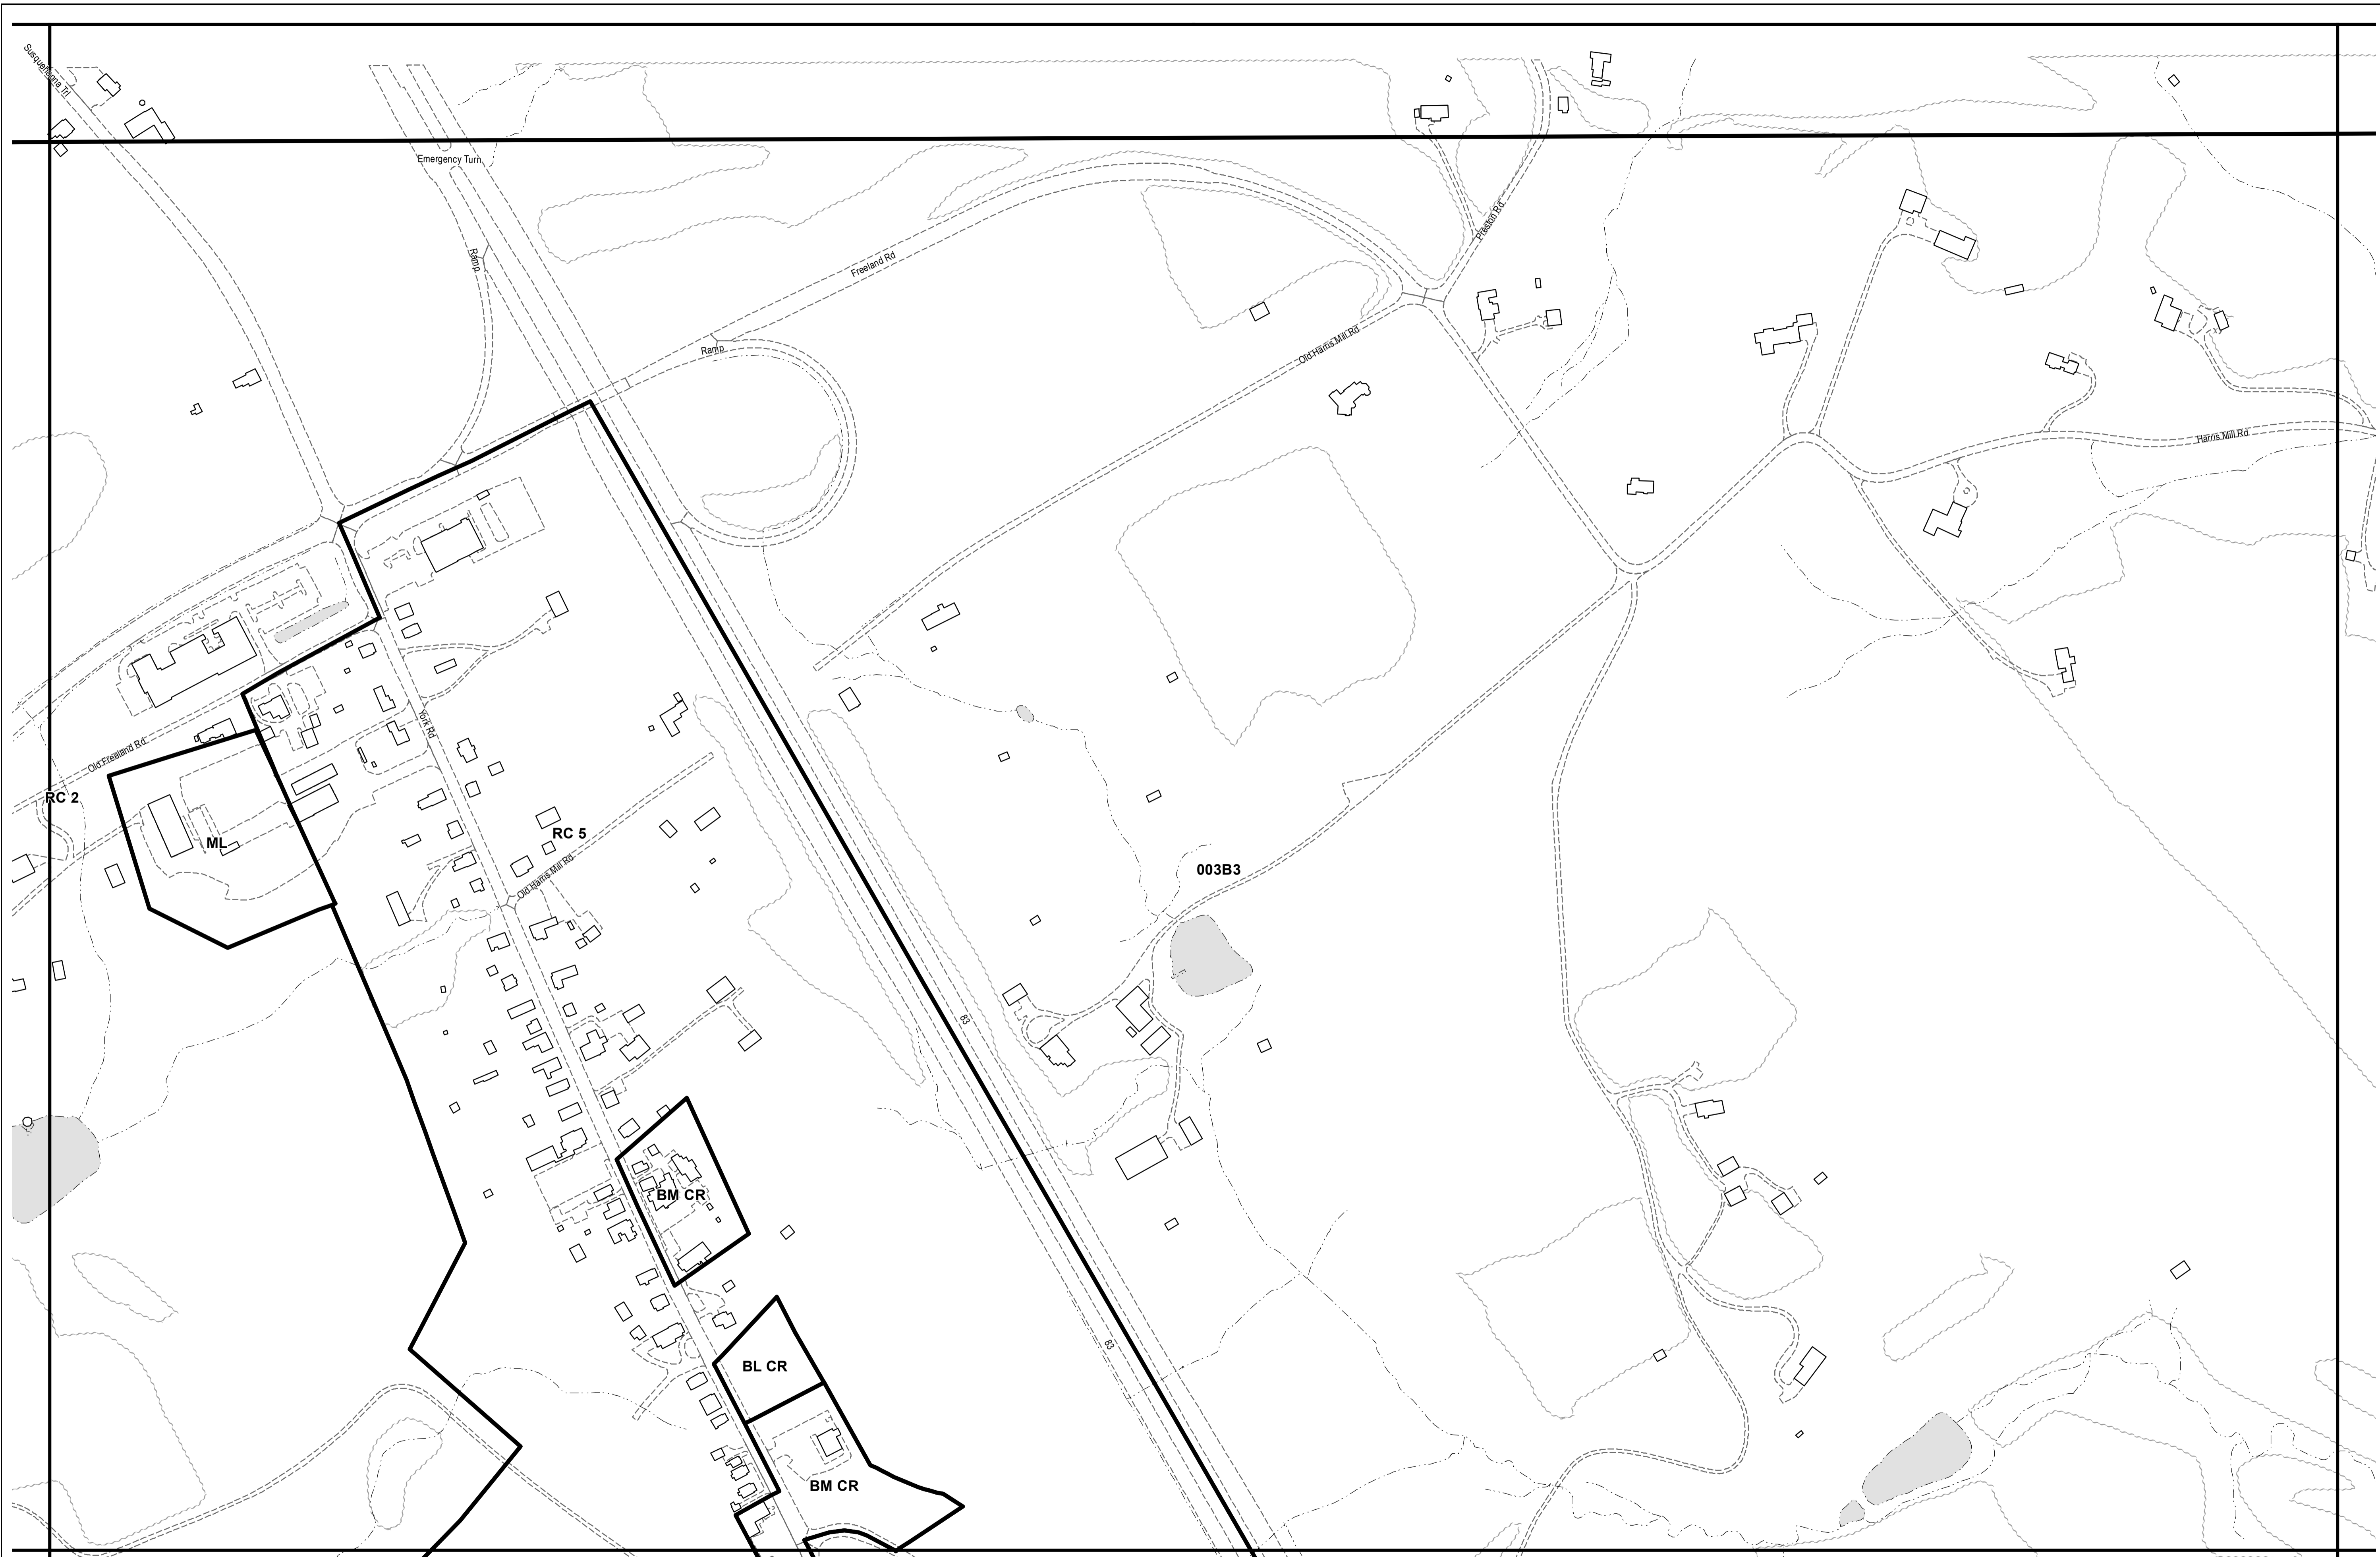 Susquehanna Trl
Emergency Turn
Ramp
Freeland Rd
Preston Rd
Ramp
Old Harris Mill Rd
Harris Mill Rd
York Rd
Old Freeland Rd
RC 2
ML
RC 5
Old Harris Mill Rd
003B3
83
BM CR
83
BL CR
BM CR